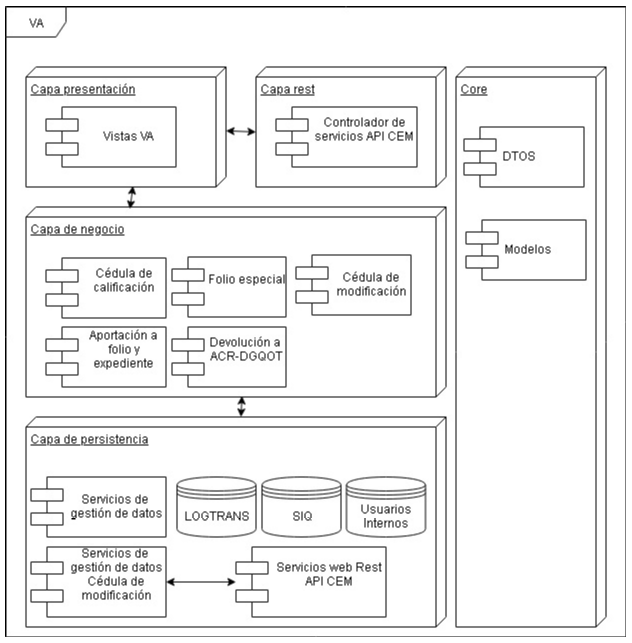 VA
Capa presentación
Vistas VA
Capa rest
Controlador de
servicios API CEM
Core
DTOS
Modelos
Capa de negocio
Cédula de
calificación
Folio especial
Cédula de
modificación
Aportación a
folio y
expediente
Devolución a
ACR-DGQOT
Capa de persistencia
Servicios de
gestión de datos
LOGTRANS
SIQ
Usuarios
Internos
Servicios de
gestión de datos
Cédula de
modificación
Servicios web Rest
API CEM